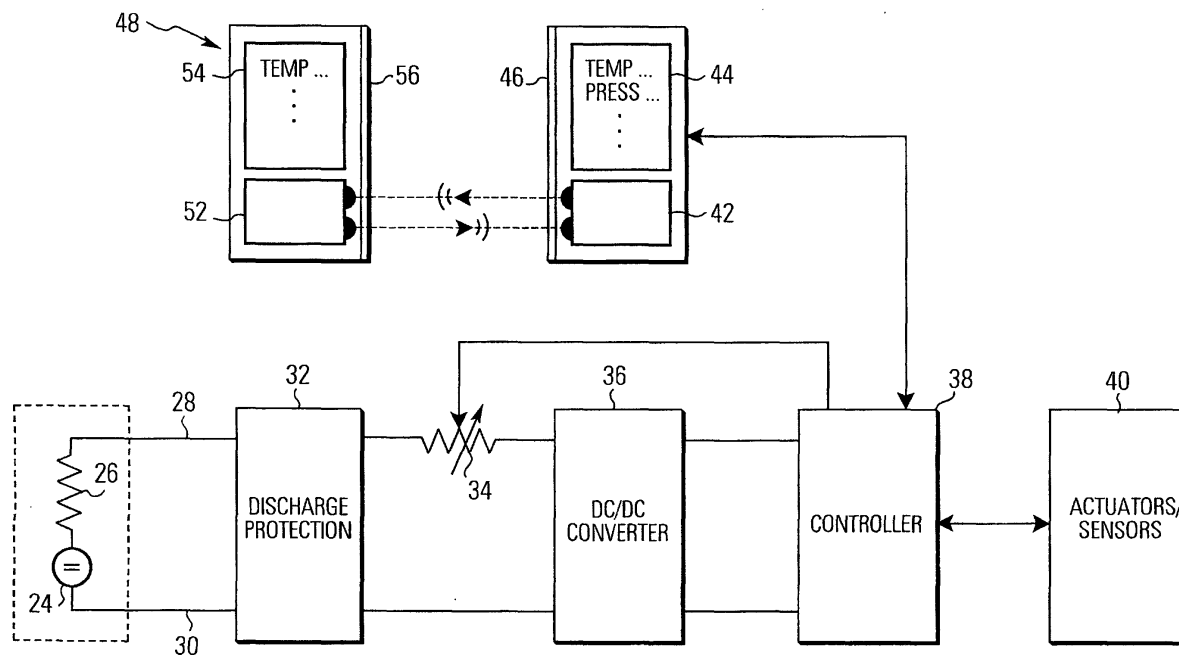 48
54
TEMP ...
56
46
TEMP ...
PRESS ...
44
52
42
28
32
36
38
40
26
24
30
DISCHARGE
PROTECTION
34
DC/DC
CONVERTER
CONTROLLER
ACTUATORS/
SENSORS
=